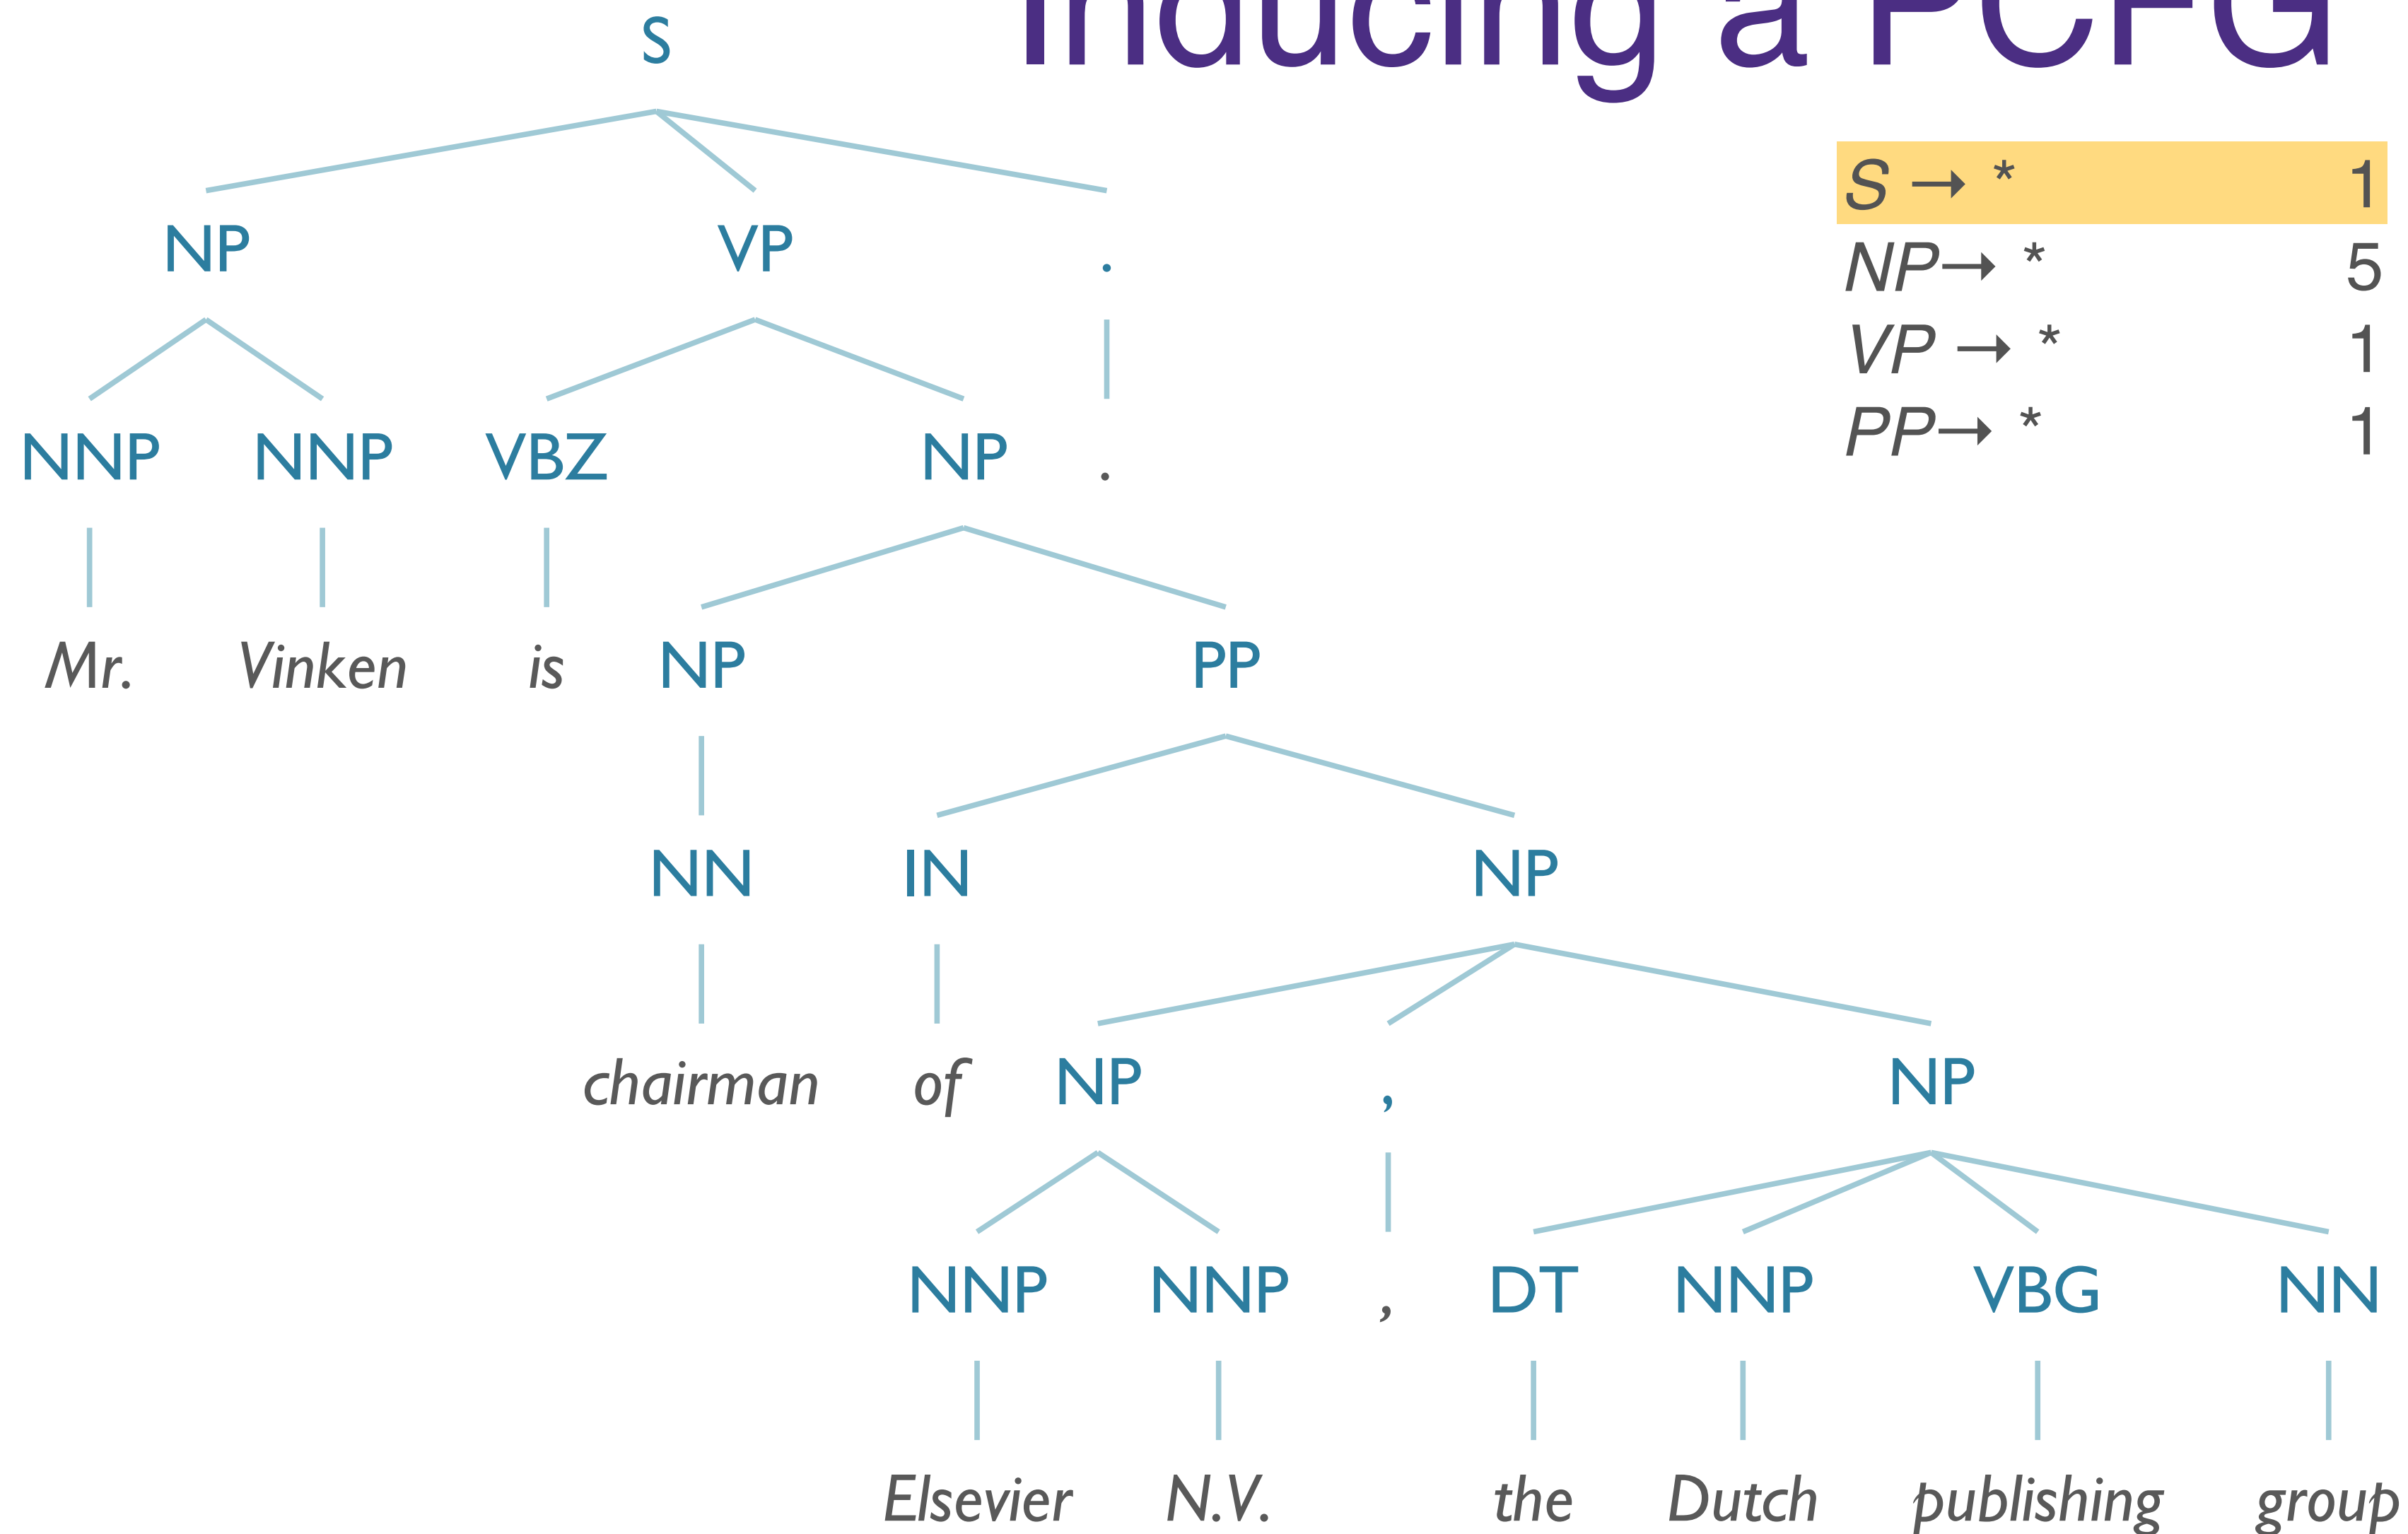 Inducing a PCFG
S
S → * 1
NP→ * 5
NP VP .
VP → * 1
PP→ * 1
NNP NNP VBZ NP .
Mr. Vinken is NP PP
NN IN NP
chairman of NP , NP
NNP NNP , DT NNP VBG NN
Elsevier N.V. the Dutch publishing group